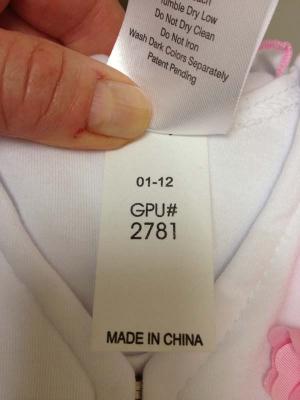 Tumble Dry Low
Do Not Dry Clean
Do Not Iron
Wash Dark Colors Separately
Patent Pending
01-12
GPU#
2781
MADE IN CHINA